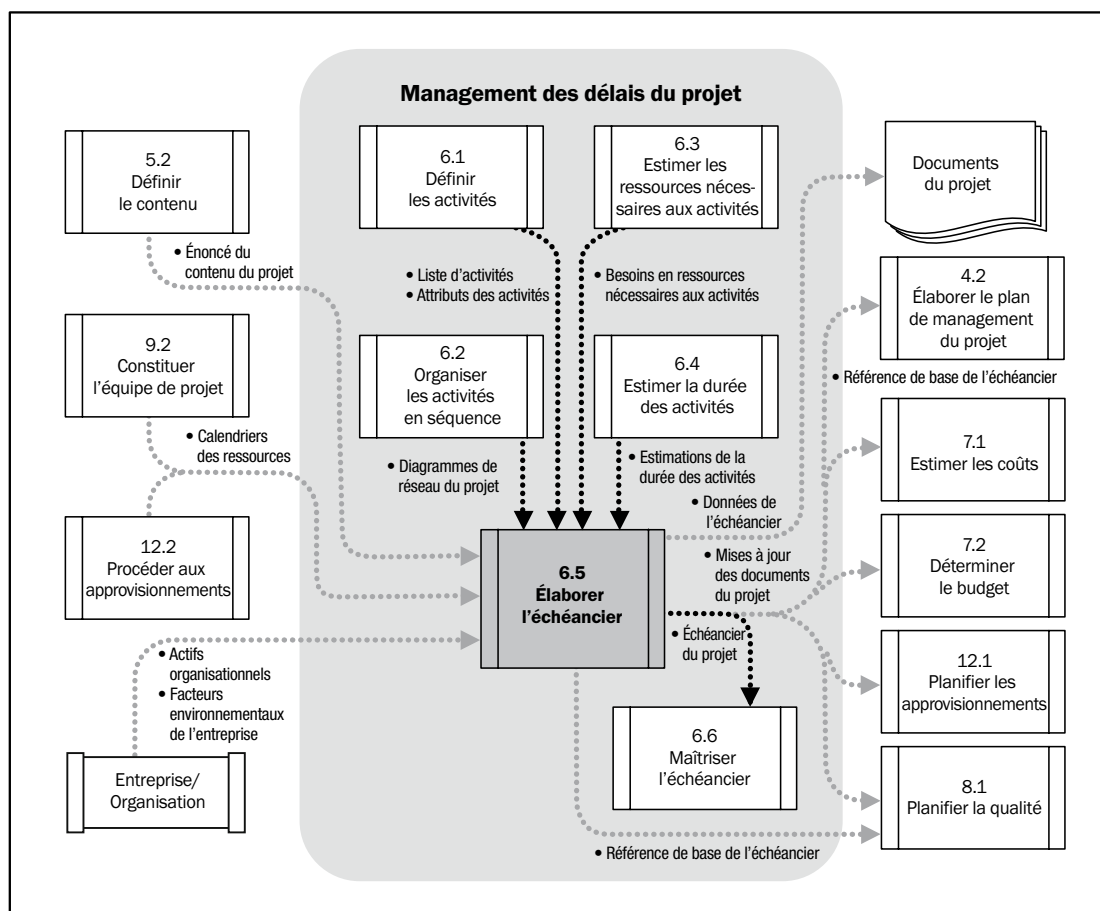 Management des délais du projet
5.2
Définir
le contenu
• Énoncé du
contenu du projet
9.2
Constituer
l'équipe de projet
• Calendriers
des ressources
12.2
Procéder aux
approvisionnements
• Actifs
organisationnels
• Facteurs
environnementaux
de l'entreprise
Entreprise/
Organisation
6.1
Définir
les activités
6.3
Estimer les
ressources néces-
saires aux activités
• Liste d'activités
• Attributs des activités
• Besoins en ressources
nécessaires aux activités
6.2
Organiser
les activités
en séquence
6.4
Estimer la durée
des activités
• Diagrammes de
réseau du projet
• Estimations de la
durée des activités
• Données de
l'échéancier
• Mises à jour
des documents
du projet
6.5
Élaborer
l'échéancier
• Échéancier
du projet
6.6
Maîtriser
l'échéancier
• Référence de base de l'échéancier
Documents
du projet
4.2
Élaborer le plan
de management
du projet
• Référence de base de l'échéancier
7.1
Estimer les coûts
7.2
Déterminer
le budget
12.1
Planifier les
approvisionnements
8.1
Planifier la qualité